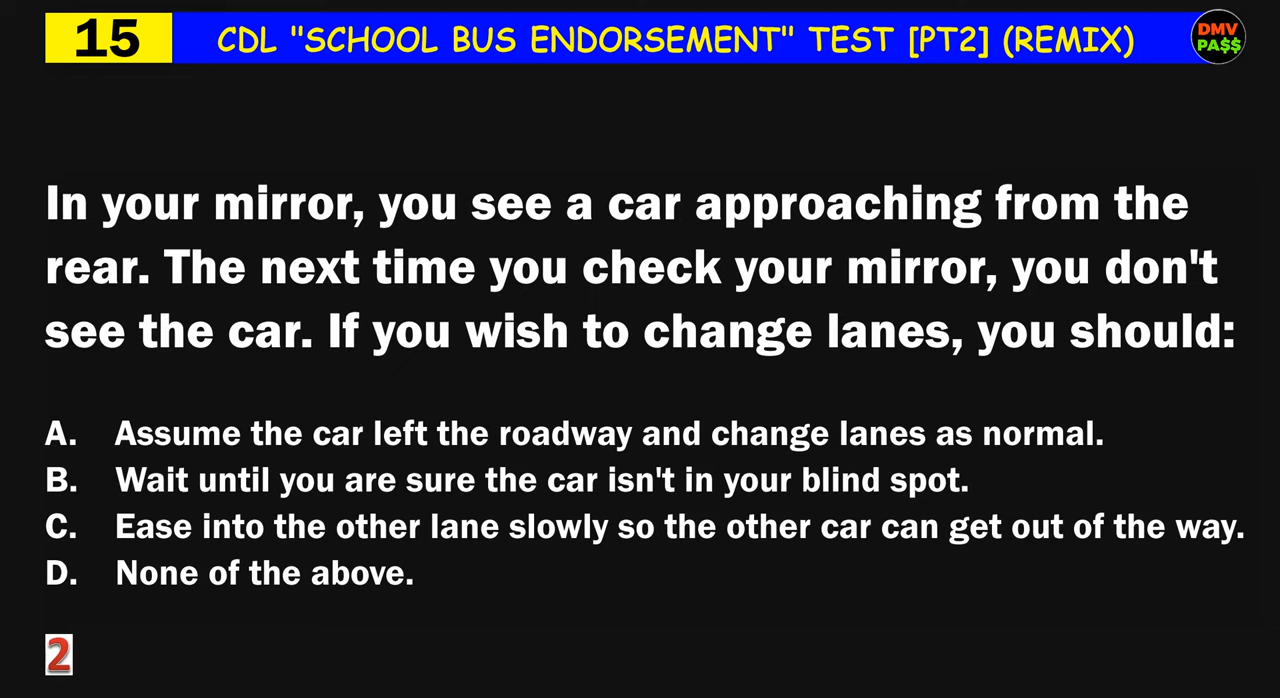 15
CDL "SCHOOL BUS ENDORSEMENT" TEST [PT2] (REMIX)
DMV
PA$$
In your mirror, you see a car approaching from the
rear. The next time you check your mirror, you don't
see the car. If you wish to change lanes, you should:
A. Assume the car left the roadway and change lanes as normal.
B. Wait until you are sure the car isn't in your blind spot.
C. Ease into the other lane slowly so the other car can get out of the way.
D. None of the above.
2